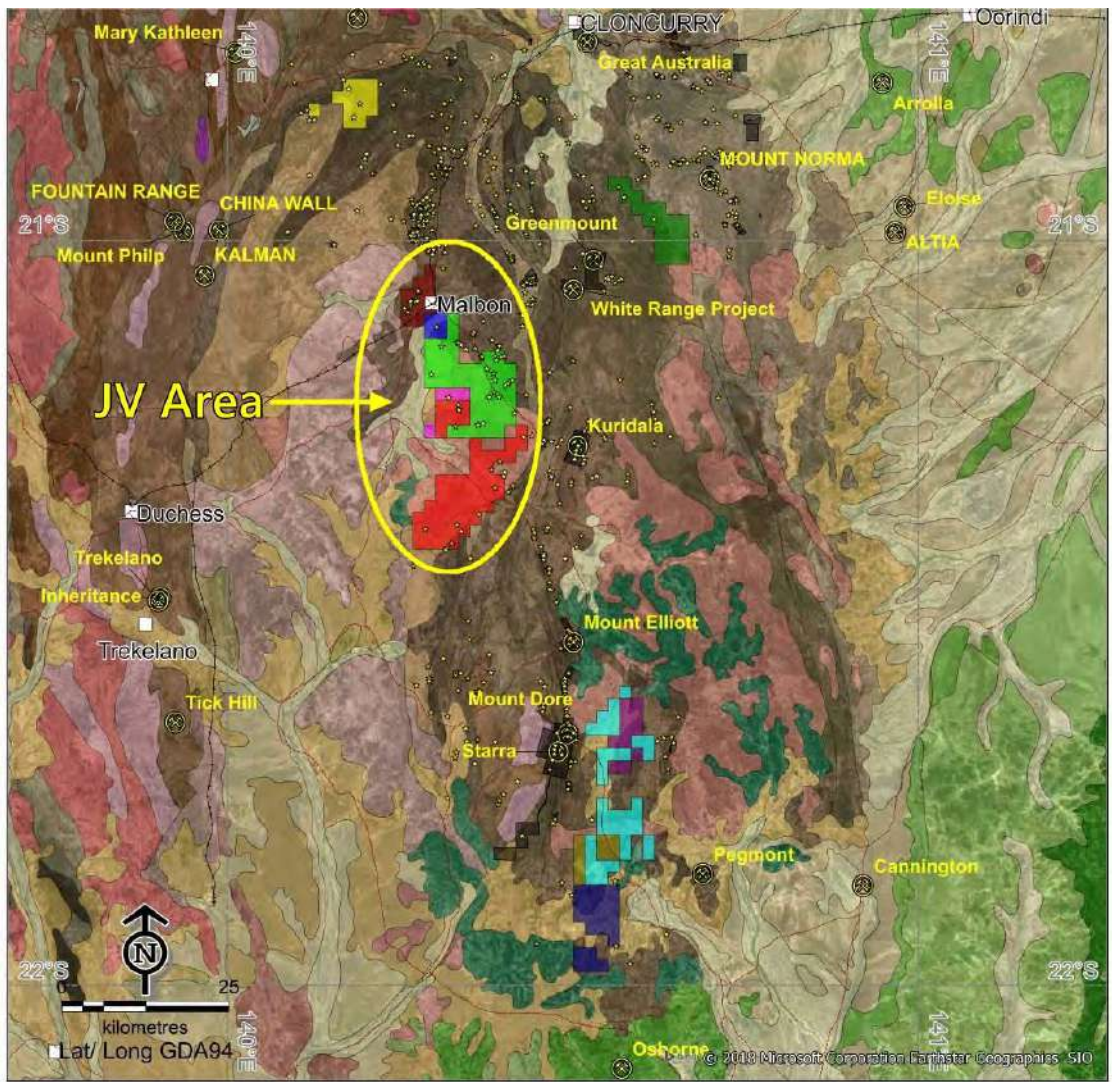 Mary Kathleen
140°E
CLONCURRY
Oorindi
141°E
Great Australia
Arrolla
MOUNT NORMA
FOUNTAIN RANGE
CHINA WALL
Eloise
21°S
Greenmount
ALTIA
21°S
Mount Philp
KALMAN
Malbon
White Range Project
JV Area
Kuridala
Duchess
Trekelano
Inheritance
Mount Elliott
Trekelano
Tick Hill
Mount Dore
Starra
Pegmont
Cannington
N
22°S
22°S
0 25
kilometres
140°E
141°E
Lat/ Long GDA94
Osborne
© 2018 Microsoft Corporation Earthstar Geographics SIO